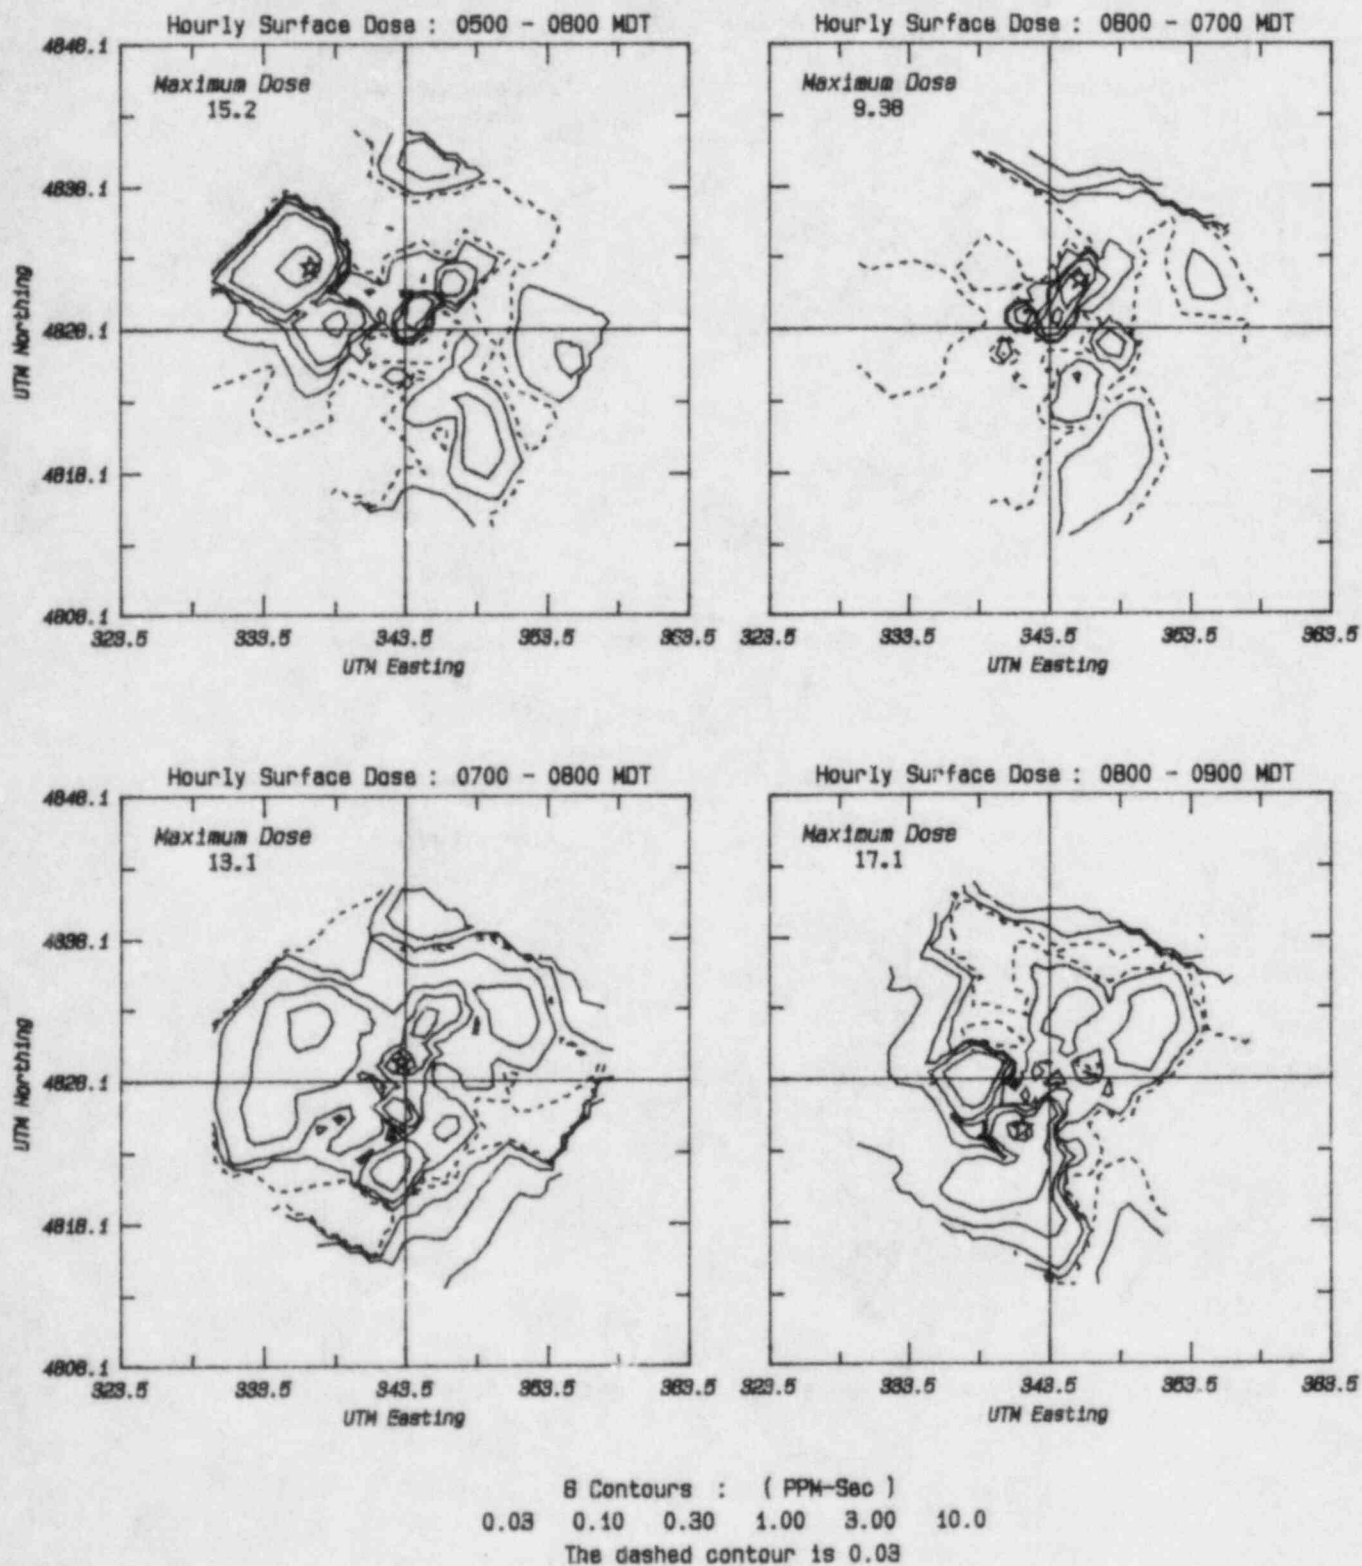 Hourly Surface Dose : 0500 - 0600 MDT
Hourly Surface Dose : 0600 - 0700 MDT
4848.1
Maximum Dose
15.2
Maximum Dose
9.38
4838.1
UTM Northing
4828.1
4818.1
4808.1
323.5 333.5 343.5 353.5 363.5
323.5 333.5 343.5 353.5 363.5
UTM Easting
UTM Easting
Hourly Surface Dose : 0700 - 0800 MDT
Hourly Surface Dose : 0800 - 0900 MDT
4848.1
Maximum Dose
13.1
Maximum Dose
17.1
4838.1
UTM Northing
4828.1
4818.1
4808.1
323.5 333.5 343.5 353.5 363.5
323.5 333.5 343.5 353.5 363.5
UTM Easting
UTM Easting
6 Contours : ( PPM-Sec )
0.03 0.10 0.30 1.00 3.00 10.0
The dashed contour is 0.03